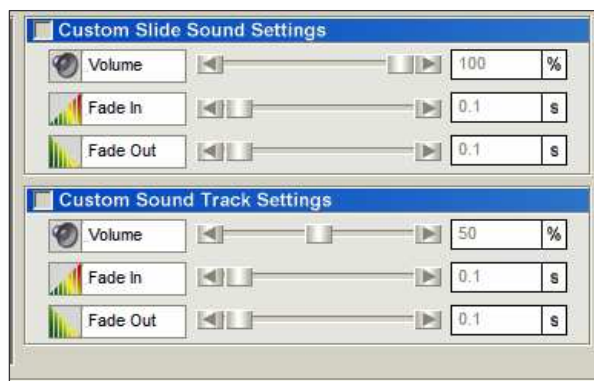 Custom Slide Sound Settings
Volume 100 %
Fade In 0.1 s
Fade Out 0.1 s
Custom Sound Track Settings
Volume 50 %
Fade In 0.1 s
Fade Out 0.1 s